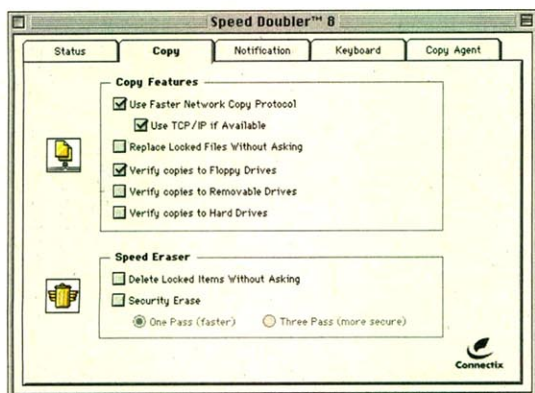 Speed Doubler™ 8
Status
Copy
Notification
Keyboard
Copy Agent
Copy Features
Use Faster Network Copy Protocol
Use TCP/IP if Available
Replace Locked Files Without Asking
Verify copies to Floppy Drives
Verify copies to Removable Drives
Verify copies to Hard Drives
Speed Eraser
Delete Locked Items Without Asking
Security Erase
One Pass (faster)
Three Pass (more secure)
Connectix